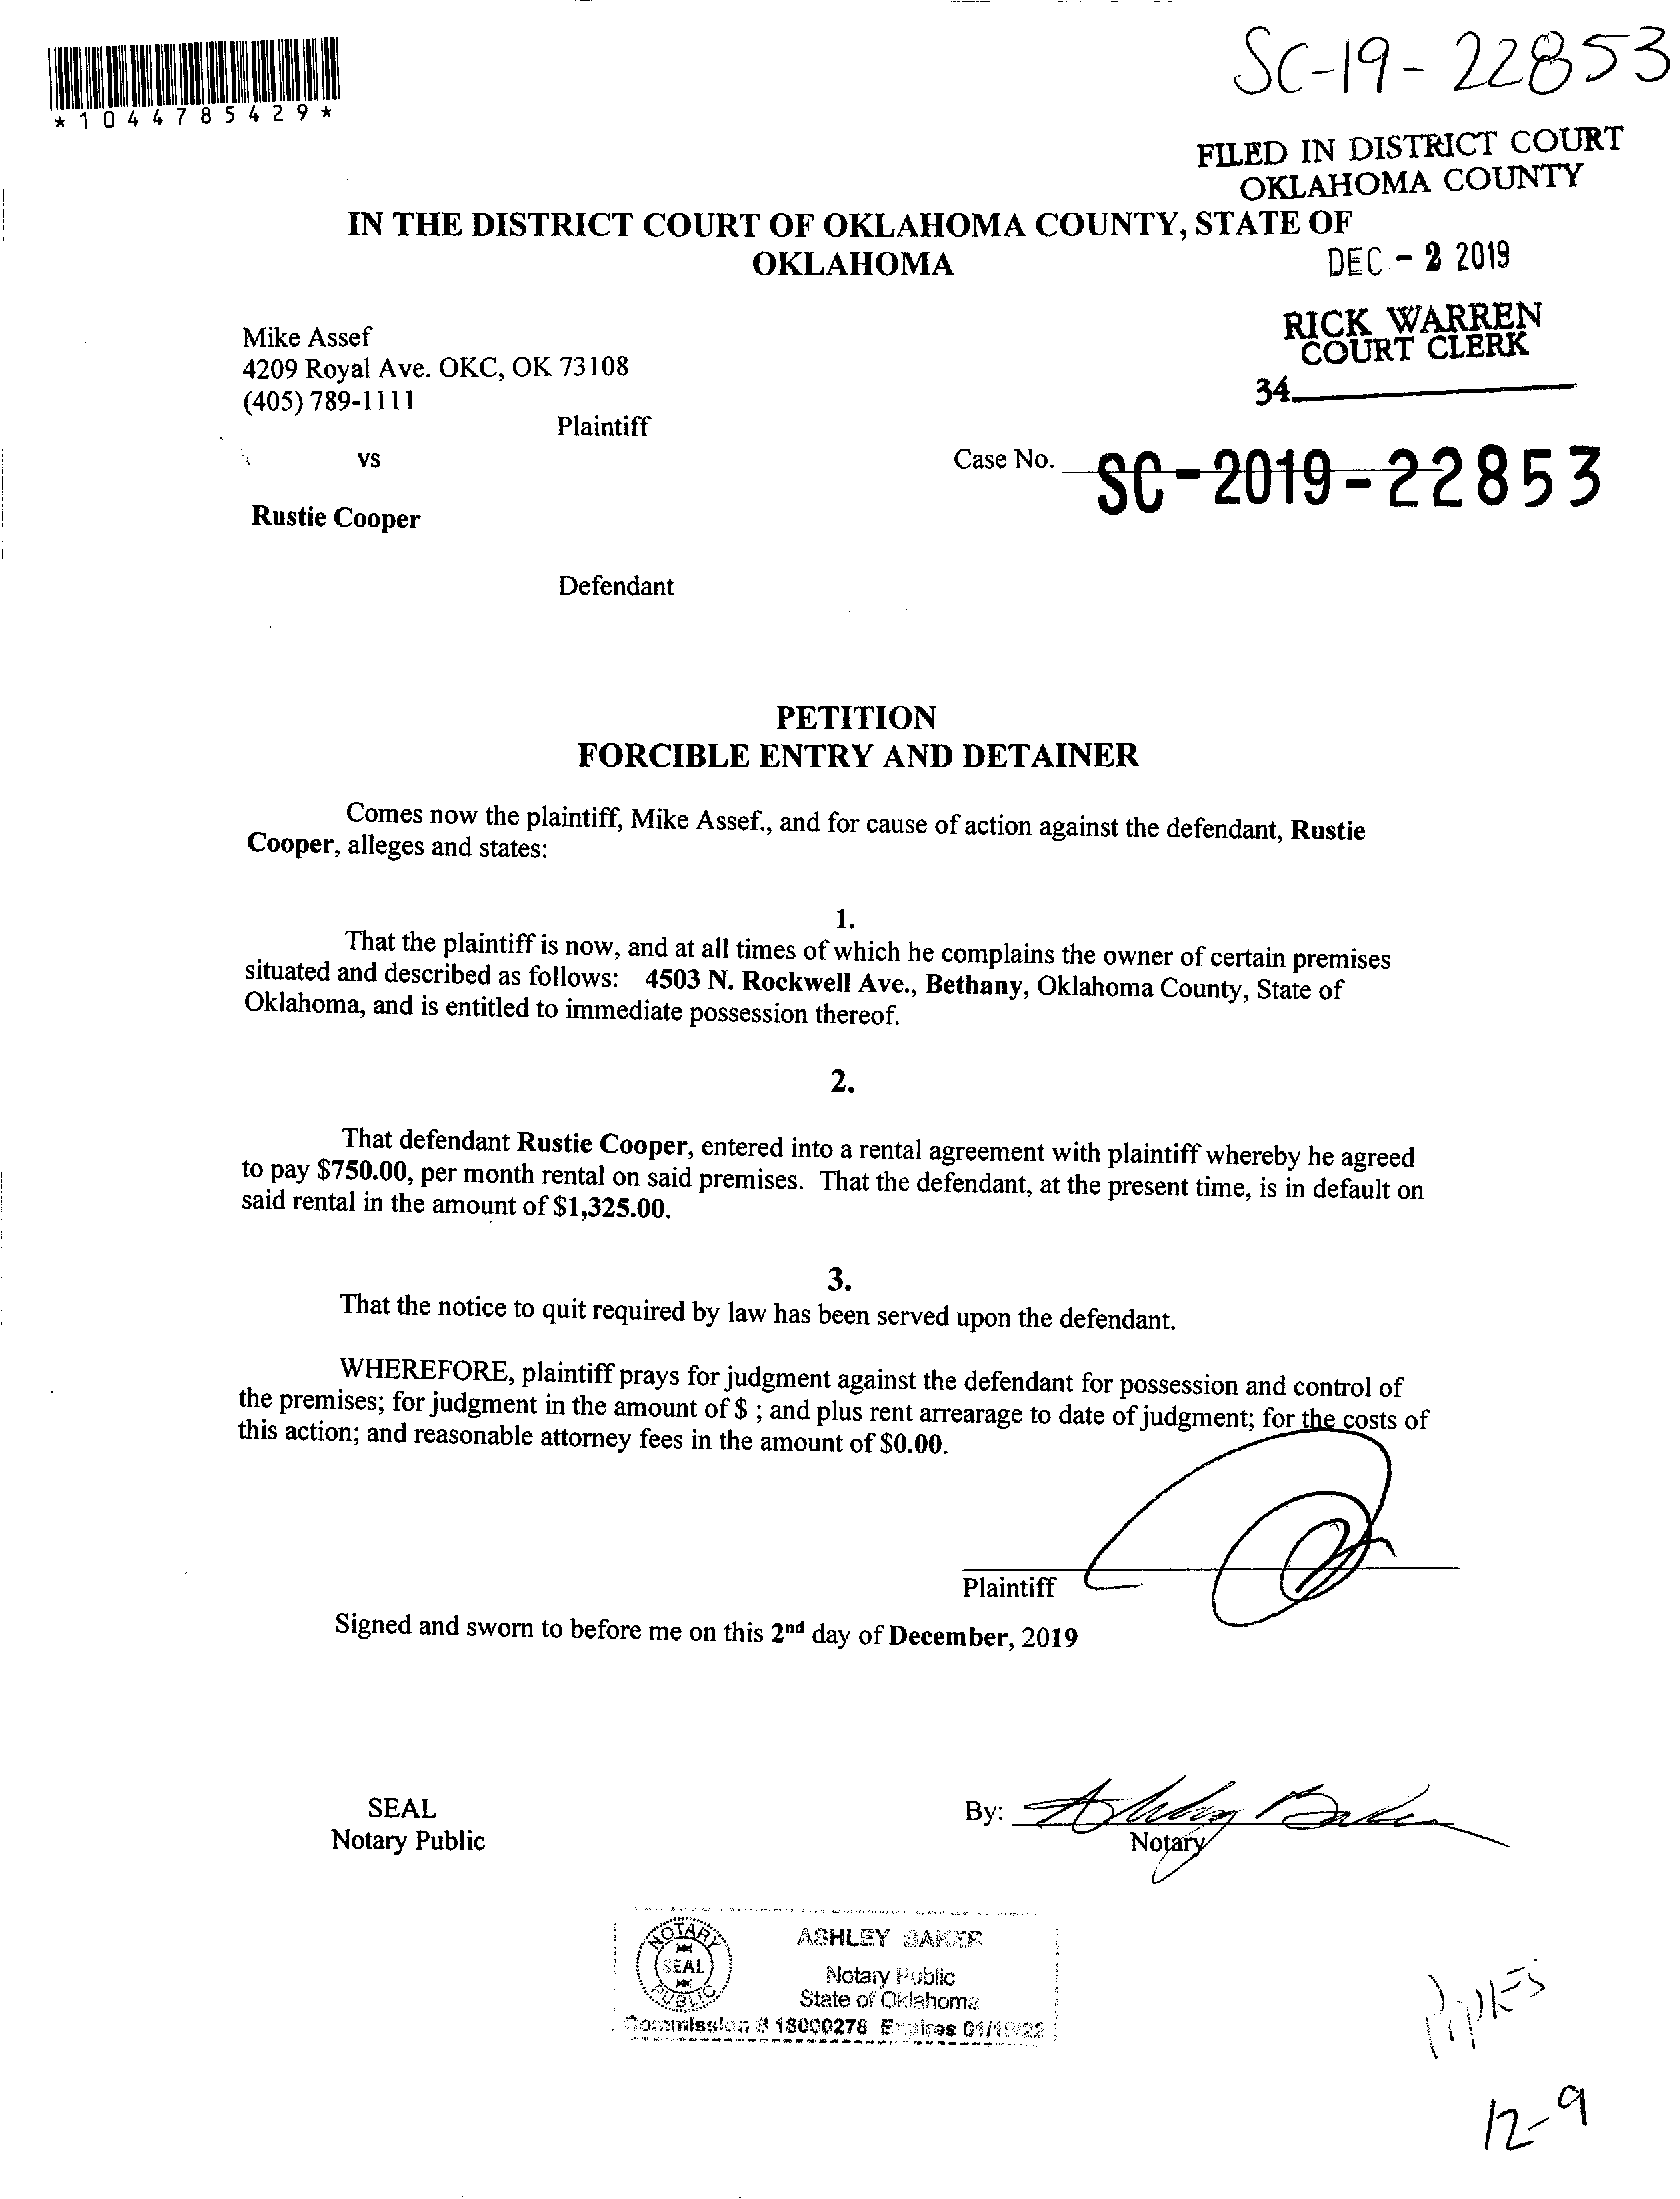 SC-19-22853
*1044785429*
FILED IN DISTRICT COURT
OKLAHOMA COUNTY
IN THE DISTRICT COURT OF OKLAHOMA COUNTY, STATE OF
OKLAHOMA
DEC - 2 2019
RICK WARREN
COURT CLERK
34
Mike Assef
4209 Royal Ave. OKC, OK 73108
(405) 789-1111
Plaintiff
vs
Case No. SC-2019-22853
Rustie Cooper
Defendant
PETITION
FORCIBLE ENTRY AND DETAINER
Comes now the plaintiff, Mike Assef., and for cause of action against the defendant, Rustie
Cooper, alleges and states:
1.
That the plaintiff is now, and at all times of which he complains the owner of certain premises
situated and described as follows: 4503 N. Rockwell Ave., Bethany, Oklahoma County, State of
Oklahoma, and is entitled to immediate possession thereof.
2.
That defendant Rustie Cooper, entered into a rental agreement with plaintiff whereby he agreed
to pay $750.00, per month rental on said premises. That the defendant, at the present time, is in default on
said rental in the amount of $1,325.00.
3.
That the notice to quit required by law has been served upon the defendant.
WHEREFORE, plaintiff prays for judgment against the defendant for possession and control of
the premises; for judgment in the amount of $ ; and plus rent arrearage to date of judgment; for the costs of
this action; and reasonable attorney fees in the amount of $0.00.
Plaintiff
Signed and sworn to before me on this 2nd day of December, 2019
SEAL
Notary Public
By: Ashley Baker
Notary
NOTARY
SEAL
PUBLIC
ASHLEY BAKER
Notary Public
State of Oklahoma
Commission # 18000278 Expires
12-9